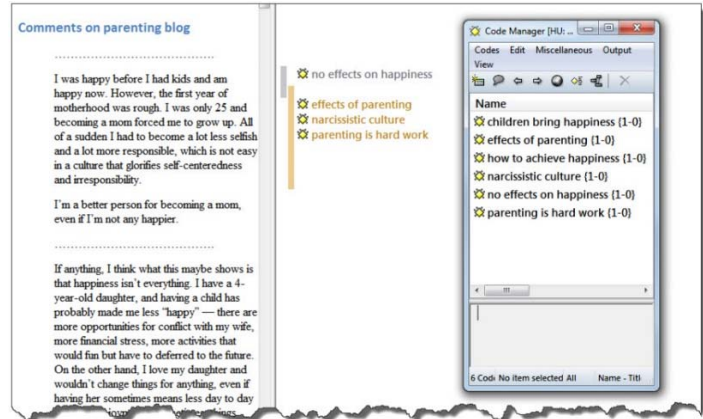 Comments on parenting blog
I was happy before I had kids and am
happy now. However, the first year of
motherhood was rough. I was only 25 and
becoming a mom forced me to grow up. All
of a sudden I had to become a lot less selfish
and a lot more responsible, which is not easy
in a culture that glorifies self-centeredness
and irresponsibility.
I'm a better person for becoming a mom,
even if I'm not any happier.
If anything, I think what this maybe shows is
that happiness isn't everything. I have a 4-
year-old daughter, and having a child has
probably made me less "happy" — there are
more opportunities for conflict with my wife,
more financial stress, more activities that
would fun but have to deferred to the future.
On the other hand, I love my daughter and
wouldn't change things for anything, even if
having her sometimes means less day to day
no effects on happiness
effects of parenting
narcissistic culture
parenting is hard work
Code Manager [HU: ...
Codes Edit Miscellaneous Output
View
Name
children bring happiness {1-0}
effects of parenting {1-0}
how to achieve happiness {1-0}
narcissistic culture {1-0}
no effects on happiness {1-0}
parenting is hard work {1-0}
6 Code No item selected All Name - Titl